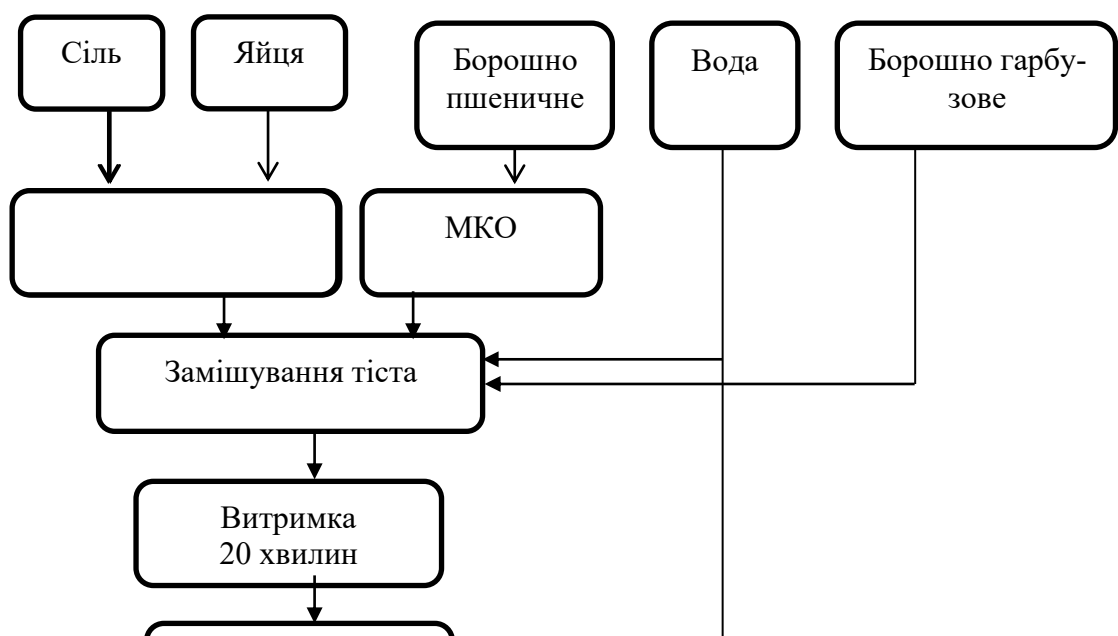 Сіль
Яйця
Борошно
пшеничне
Вода
Борошно гарбу-
зове
МКО
Замішування тіста
Витримка
20 хвилин